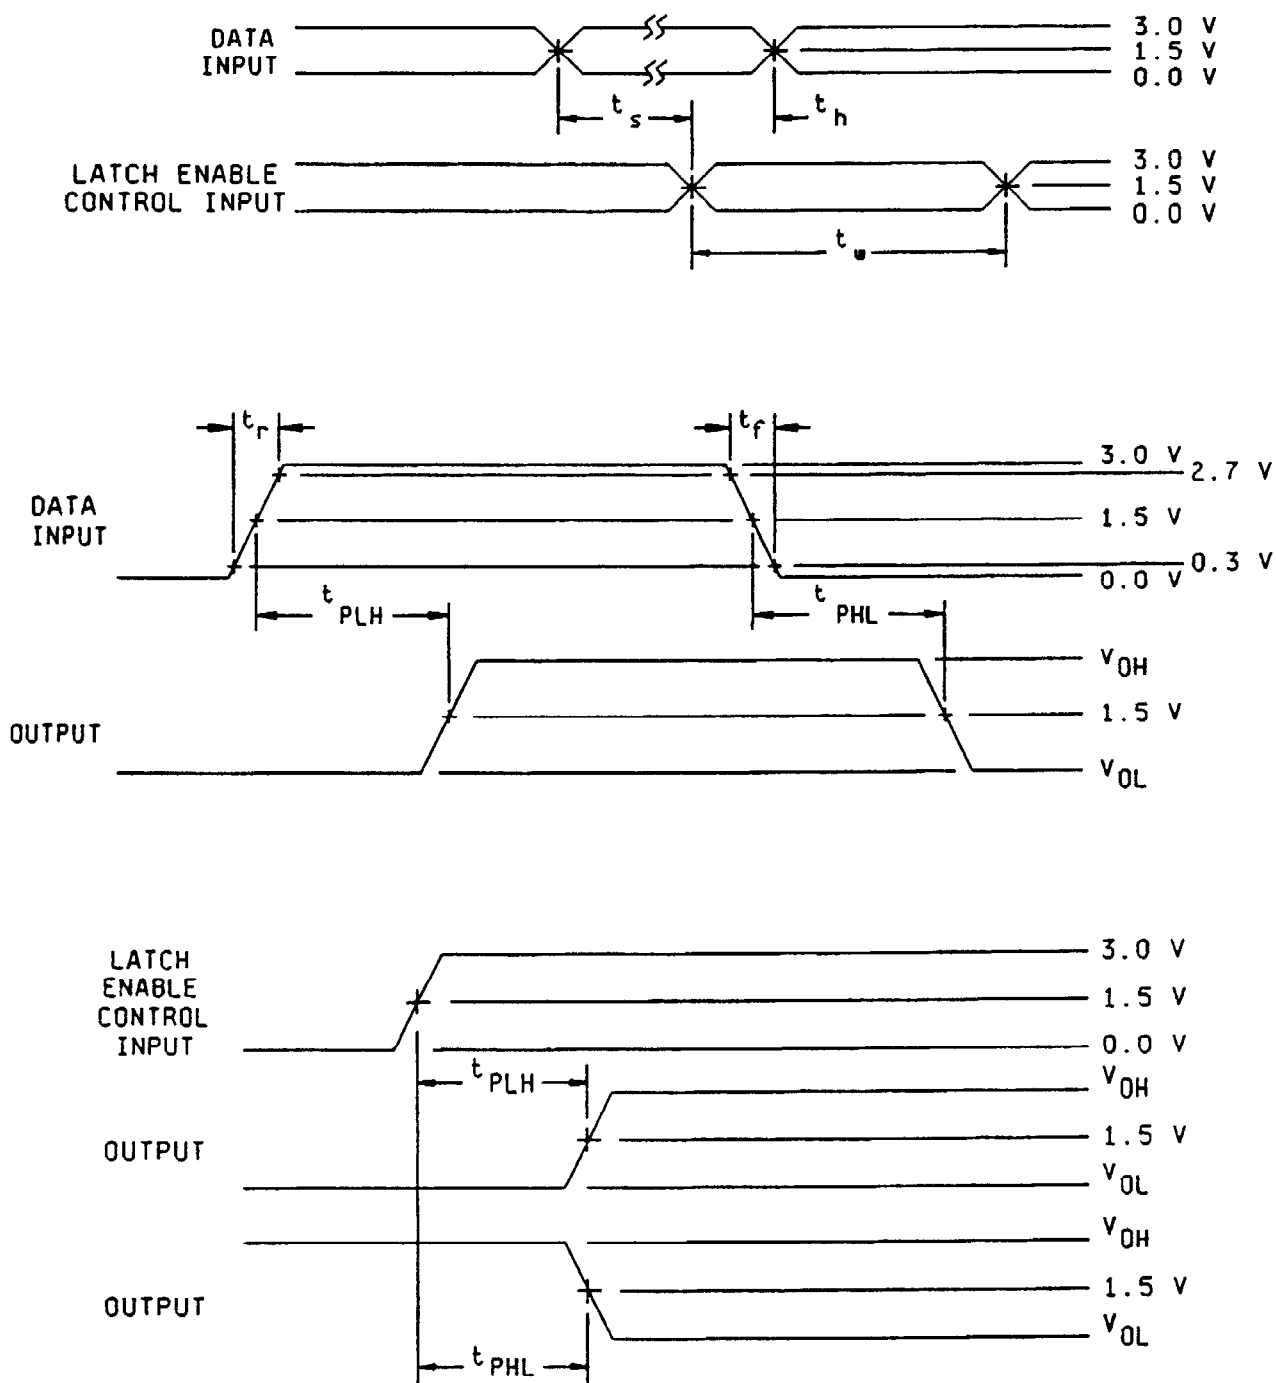 DATA INPUT
3.0 V
1.5 V
0.0 V
t s
t h
LATCH ENABLE
CONTROL INPUT
3.0 V
1.5 V
0.0 V
t w
t r
t f
DATA
INPUT
3.0 V
2.7 V
1.5 V
0.3 V
0.0 V
t PLH
t PHL
OUTPUT
V OH
1.5 V
V OL
LATCH
ENABLE
CONTROL
INPUT
3.0 V
1.5 V
0.0 V
t PLH
OUTPUT
V OH
1.5 V
V OL
OUTPUT
V OH
1.5 V
V OL
t PHL